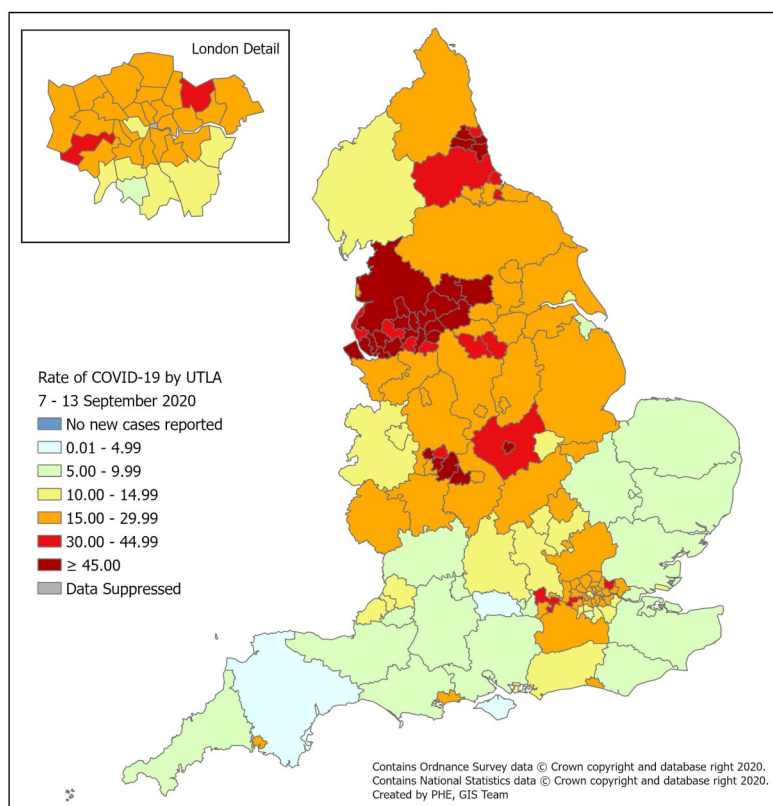 London Detail
Rate of COVID-19 by UTLA
7 - 13 September 2020
No new cases reported
0.01 - 4.99
5.00 - 9.99
10.00 - 14.99
15.00 - 29.99
30.00 - 44.99
≥ 45.00
Data Suppressed
Contains Ordnance Survey data © Crown copyright and database right 2020.
Contains National Statistics data © Crown copyright and database right 2020.
Created by PHE, GIS Team